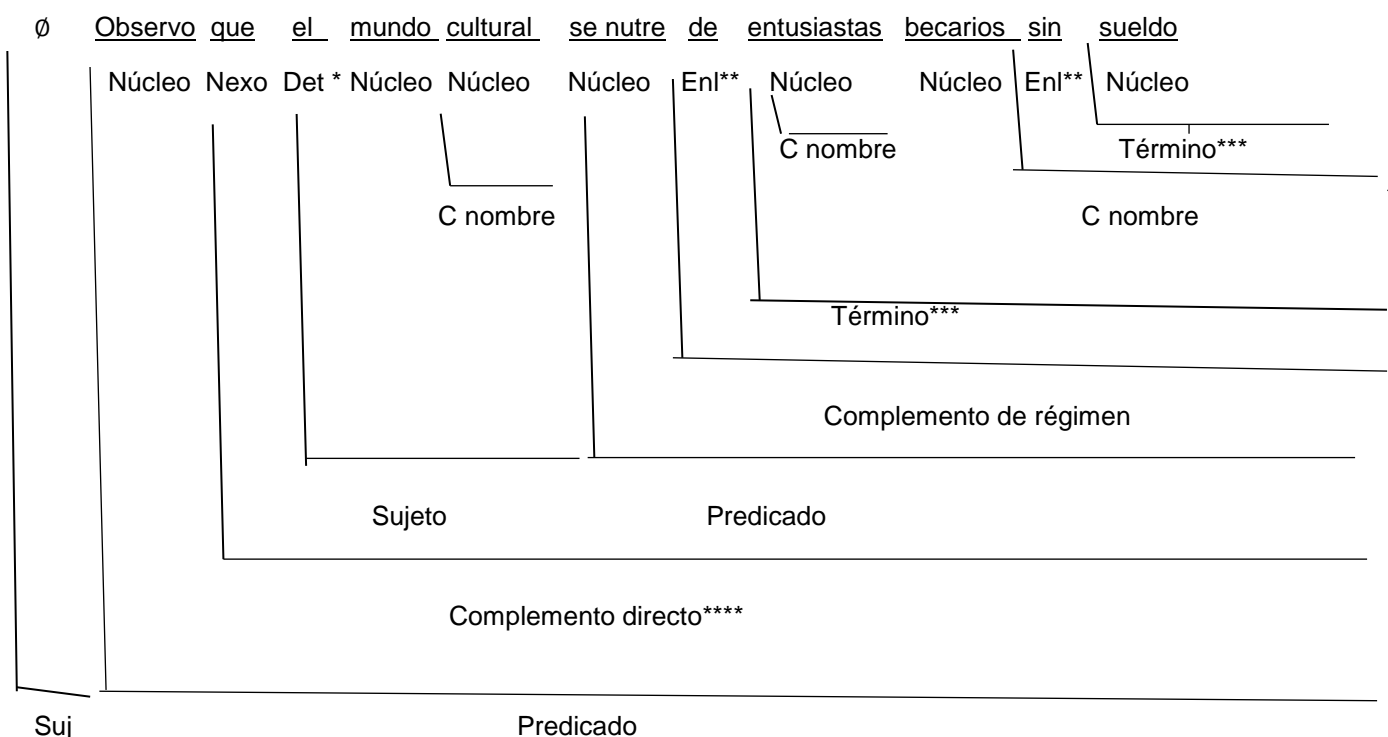 ∅ Observo que el mundo cultural se nutre de entusiastas becarios sin sueldo
Núcleo Nexo Det * Núcleo Núcleo Núcleo Enl** Núcleo Núcleo Enl** Núcleo
C nombre Término***
C nombre C nombre
Término***
Complemento de régimen
Sujeto Predicado
Complemento directo****
Suj Predicado